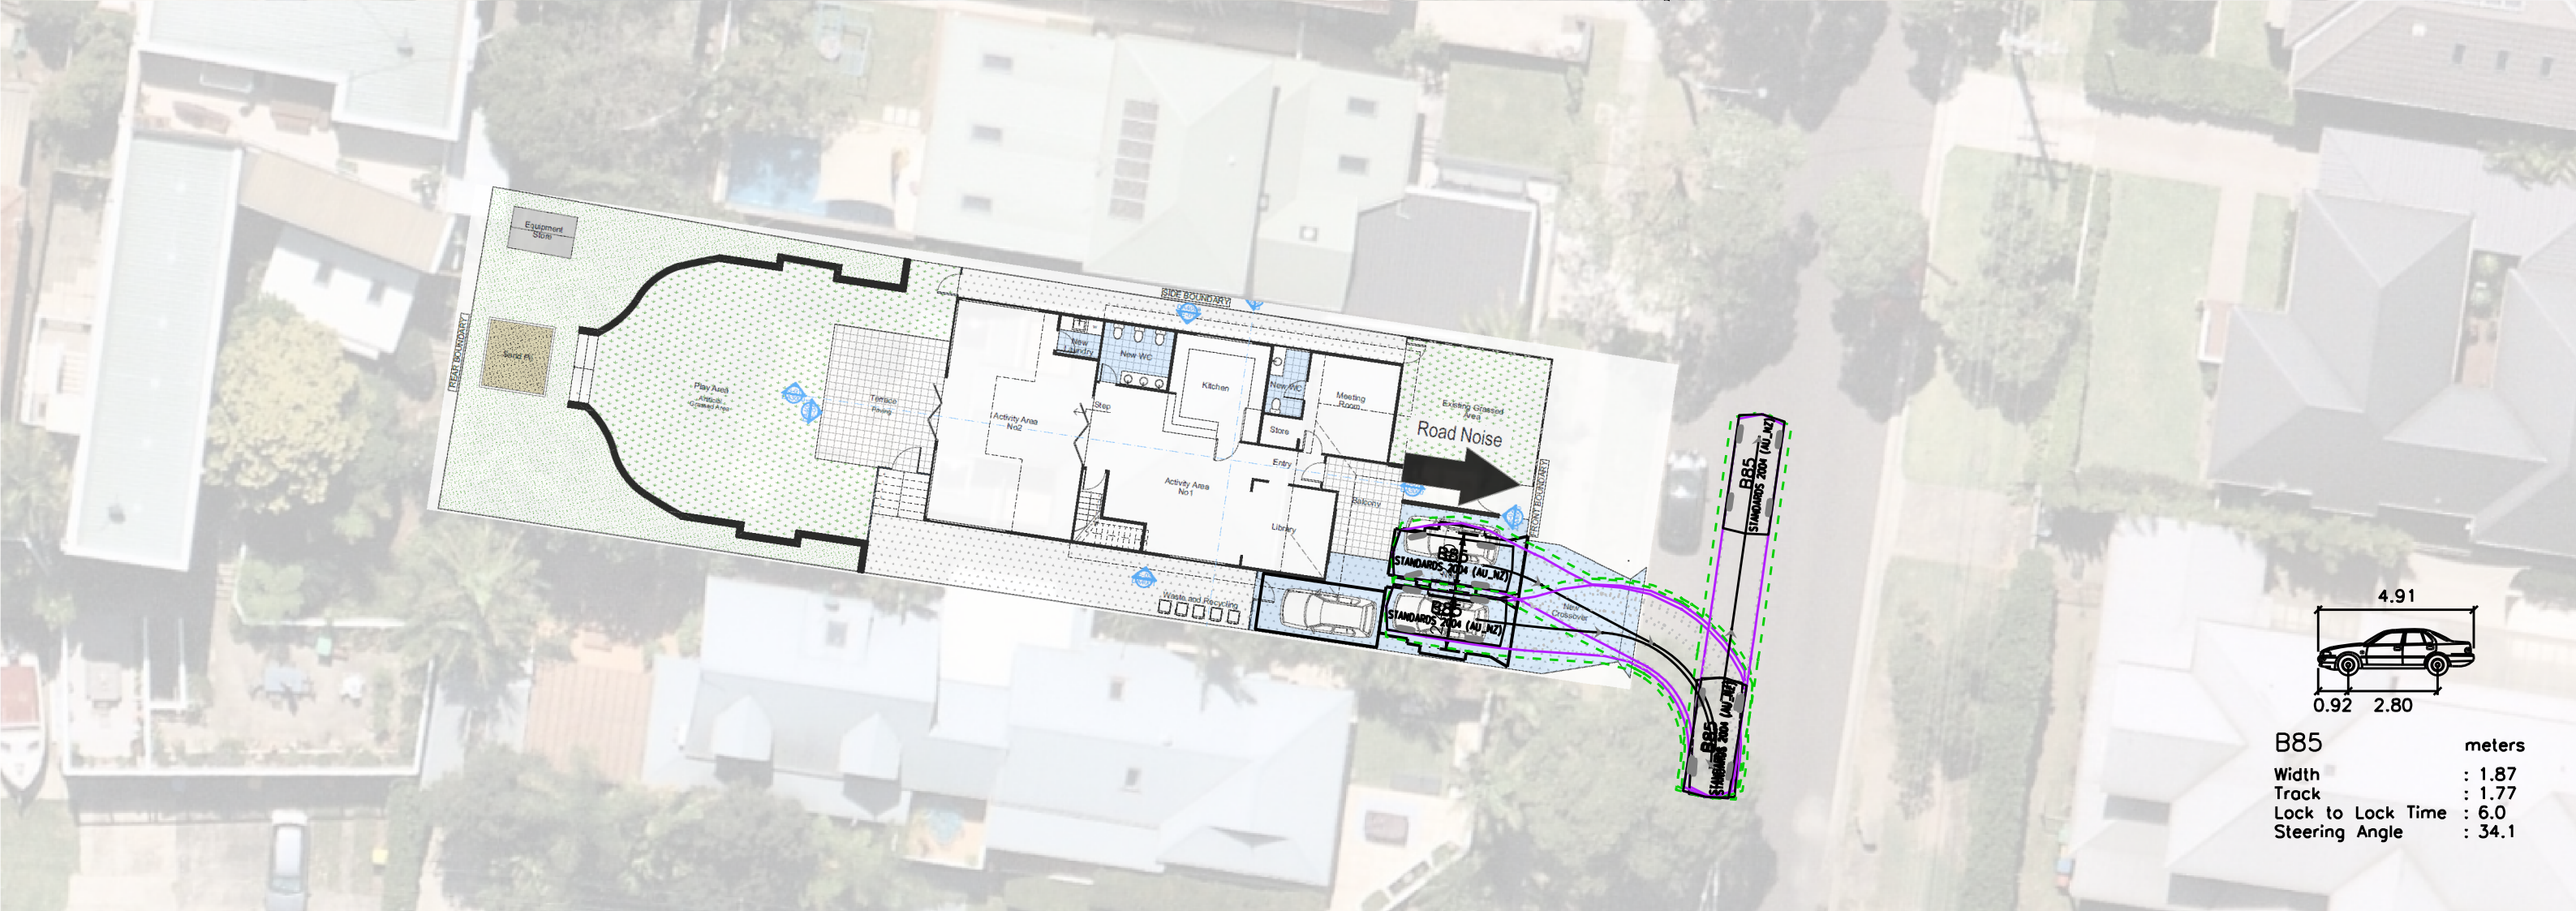 Equipment
Store
SIDE BOUNDARY
REAR BOUNDARY
Sand Pit
New
Laundry
New WC
Kitchen
New WC
Meeting
Room
Existing Grassed
Area
Play Area
Artificial
Grassed Area
Terrace
Paving
Step
Activity Area
No2
Store
Road Noise
Entry
Activity Area
No1
Balcony
Library
FRONT BOUNDARY
Waste and Recycling
New
Crossover
B85
STANDARDS 2004 (AU_NZ)
B85
STANDARDS 2004 (AU_NZ)
B85
STANDARDS 2004 (AU_NZ)
B85
STANDARDS 2004 (AU_NZ)
4.91
0.92 2.80
B85 meters
Width : 1.87
Track : 1.77
Lock to Lock Time : 6.0
Steering Angle : 34.1